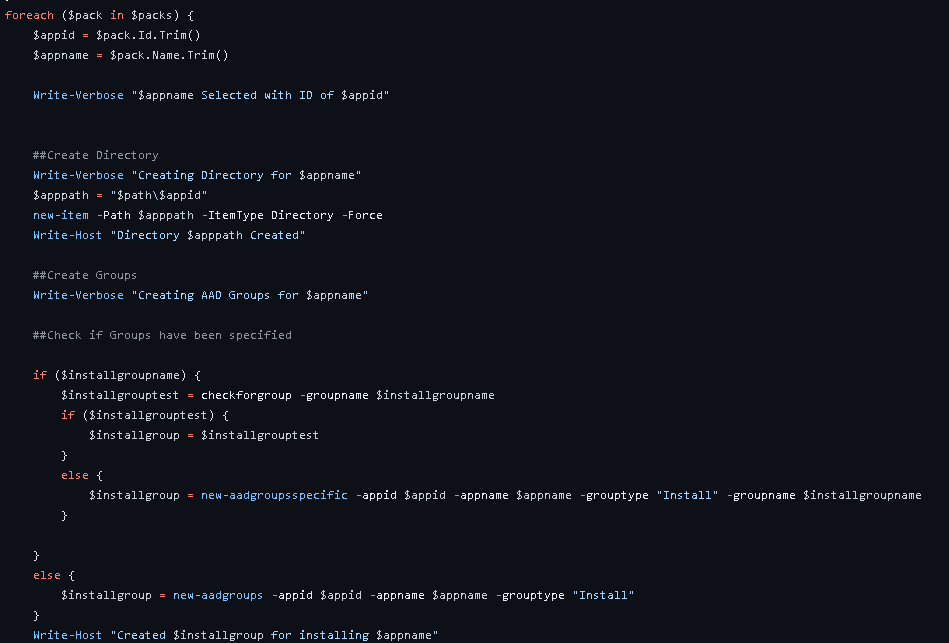 foreach ($pack in $packs) {
    $appid = $pack.Id.Trim()
    $appname = $pack.Name.Trim()

    Write-Verbose "$appname Selected with ID of $appid"


    ##Create Directory
    Write-Verbose "Creating Directory for $appname"
    $apppath = "$path\$appid"
    new-item -Path $apppath -ItemType Directory -Force
    Write-Host "Directory $apppath Created"

    ##Create Groups
    Write-Verbose "Creating AAD Groups for $appname"

    ##Check if Groups have been specified

    if ($installgroupname) {
        $installgrouptest = checkforgroup -groupname $installgroupname
        if ($installgrouptest) {
            $installgroup = $installgrouptest
        }
        else {
            $installgroup = new-aadgroupsspecific -appid $appid -appname $appname -grouptype "Install" -groupname $installgroupname
        }

    }
    else {
        $installgroup = new-aadgroups -appid $appid -appname $appname -grouptype "Install"
    }
    Write-Host "Created $installgroup for installing $appname"